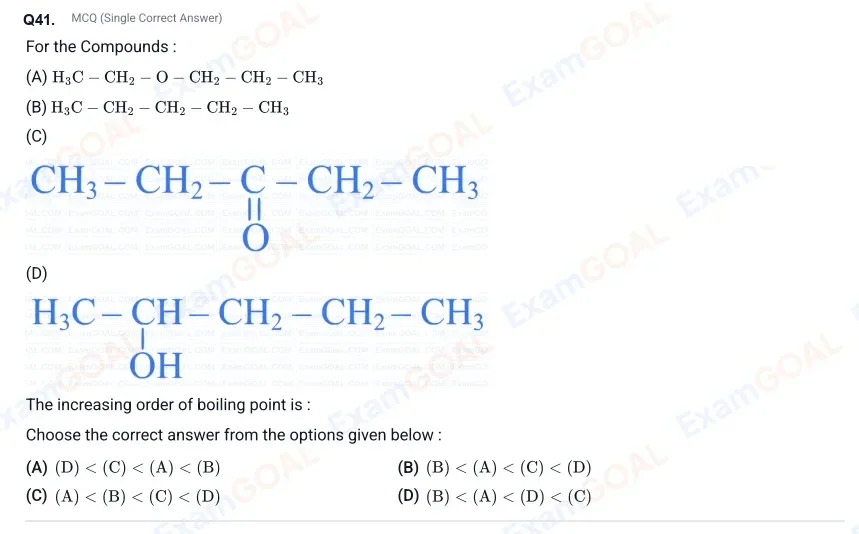 Q41. MCQ (Single Correct Answer)
For the Compounds :
(A) H₃C − CH₂ − O − CH₂ − CH₂ − CH₃
(B) H₃C − CH₂ − CH₂ − CH₂ − CH₃
(C)
CH₃ − CH₂ − C − CH₂ − CH₃
||
O
(D)
H₃C − CH − CH₂ − CH₂ − CH₃
|
OH
The increasing order of boiling point is :
Choose the correct answer from the options given below :
(A) (D) < (C) < (A) < (B) (B) (B) < (A) < (C) < (D)
(C) (A) < (B) < (C) < (D) (D) (B) < (A) < (D) < (C)
ExamGOAL